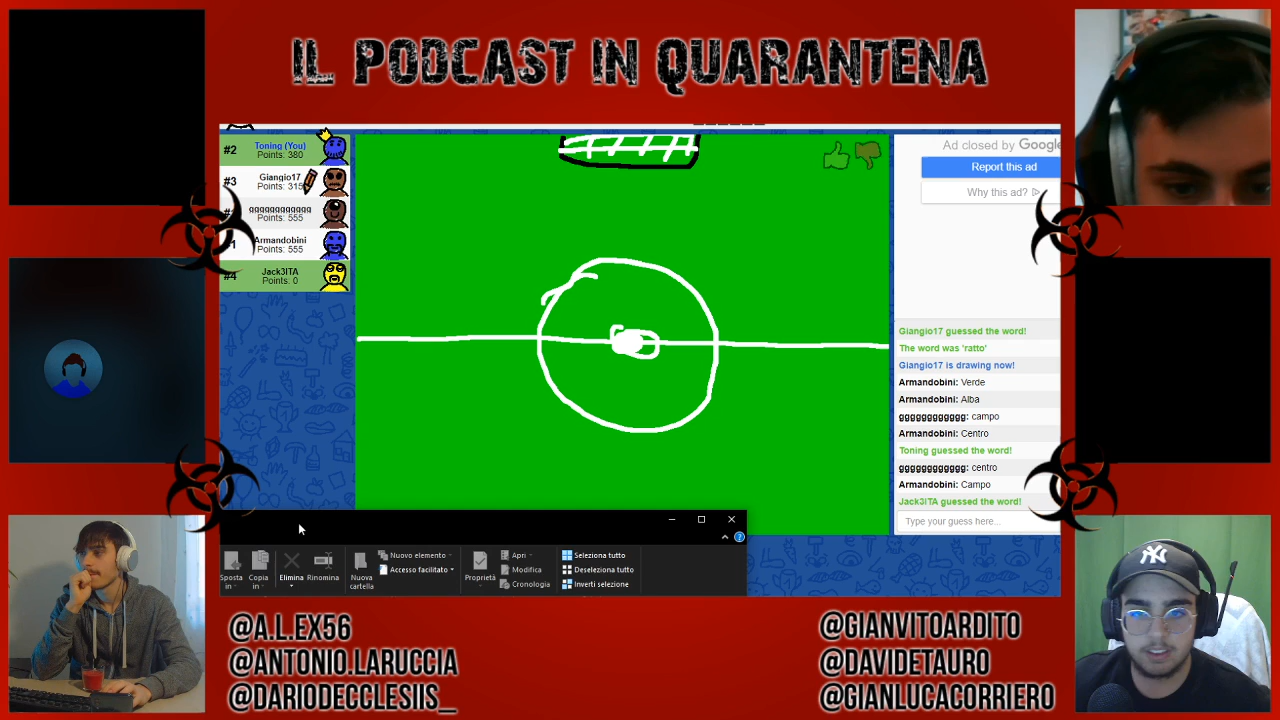 IL PODCAST IN QUARANTENA
#2
Toning (You)
Points: 380
#3
Giangio17
Points: 315
gggggggggggg
Points: 555
Armandobini
Points: 555
#4
Jack3ITA
Points: 0
Ad closed by Google
Report this ad
Why this ad?
Giangio17 guessed the word!
The word was 'ratto'
Giangio17 is drawing now!
Armandobini: Verde
Armandobini: Alba
gggggggggggg: campo
Armandobini: Centro
Toning guessed the word!
gggggggggggg: centro
Armandobini: Campo
Jack3ITA guessed the word!
Type your guess here...
Sposta in
Copia in
Elimina
Rinomina
Nuova cartella
Nuovo elemento
Accesso facilitato
Proprietà
Apri
Modifica
Cronologia
Seleziona tutto
Deseleziona tutto
Inverti selezione
NY
@A.L.EX56
@ANTONIO.LARUCCIA
@DARIODECCLESIIS_
@GIANVITOARDITO
@DAVIDETAURO
@GIANLUCACORRIERO